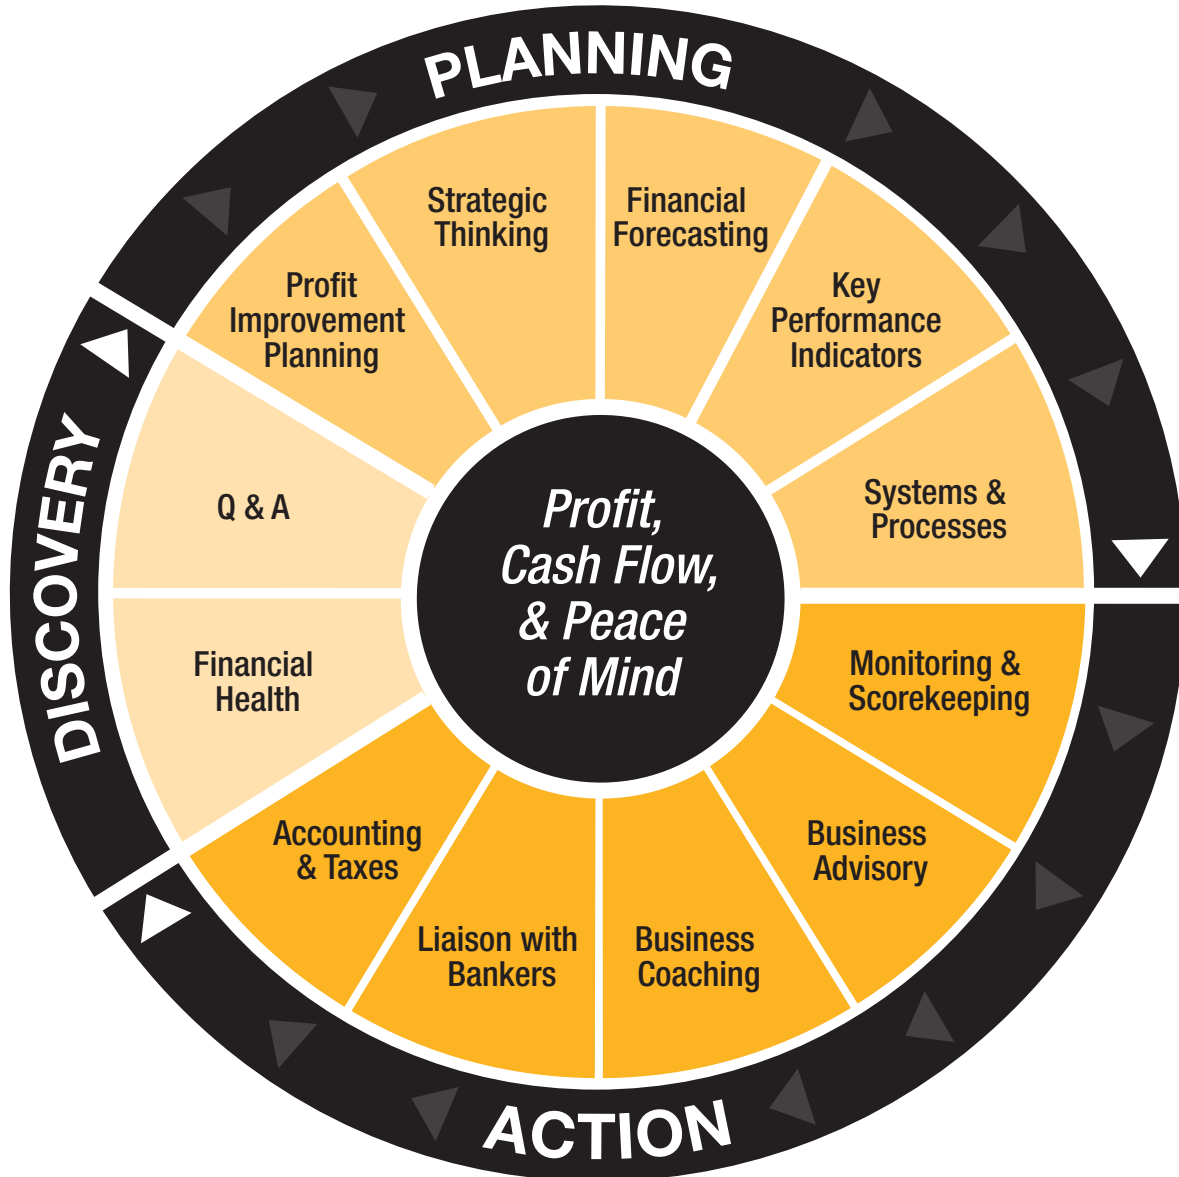 PLANNING
Strategic
Thinking
Financial
Forecasting
Profit
Improvement
Planning
Key
Performance
Indicators
Q & A
Systems &
Processes
DISCOVERY
Profit,
Cash Flow,
& Peace
of Mind
Financial
Health
Monitoring &
Scorekeeping
Accounting
& Taxes
Business
Advisory
Liaison with
Bankers
Business
Coaching
ACTION